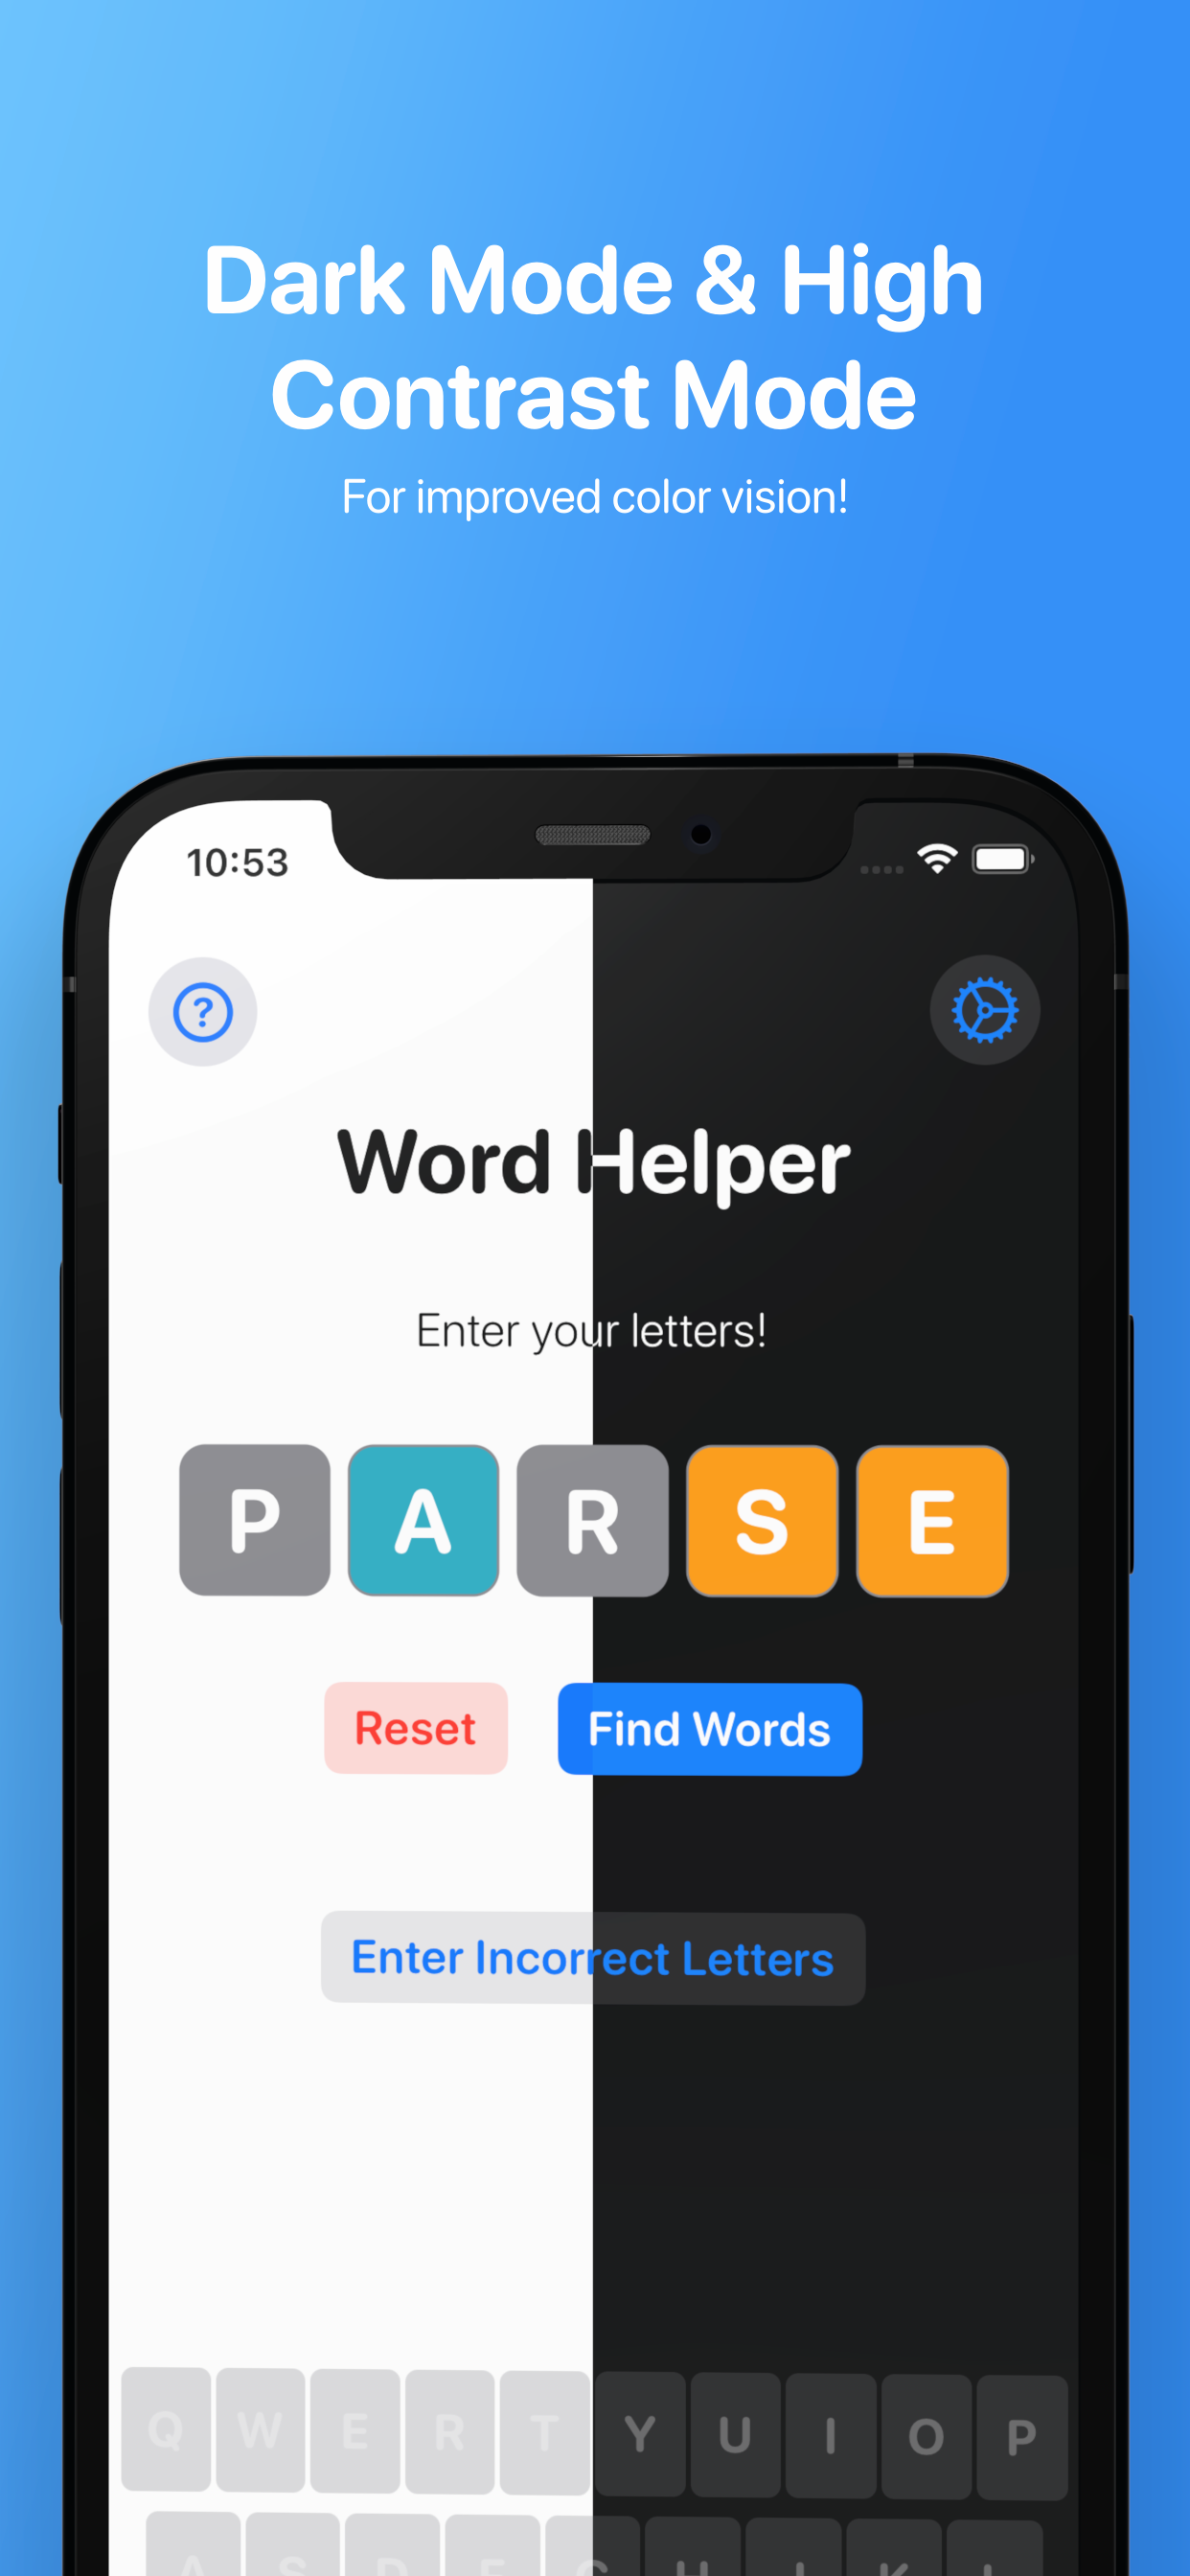 Dark Mode & High
Contrast Mode
For improved color vision!
10:53
?
Word Helper
Enter your letters!
P A R S E
Reset Find Words
Enter Incorrect Letters
Q W E R T Y U I O P
A S D F G H J K L